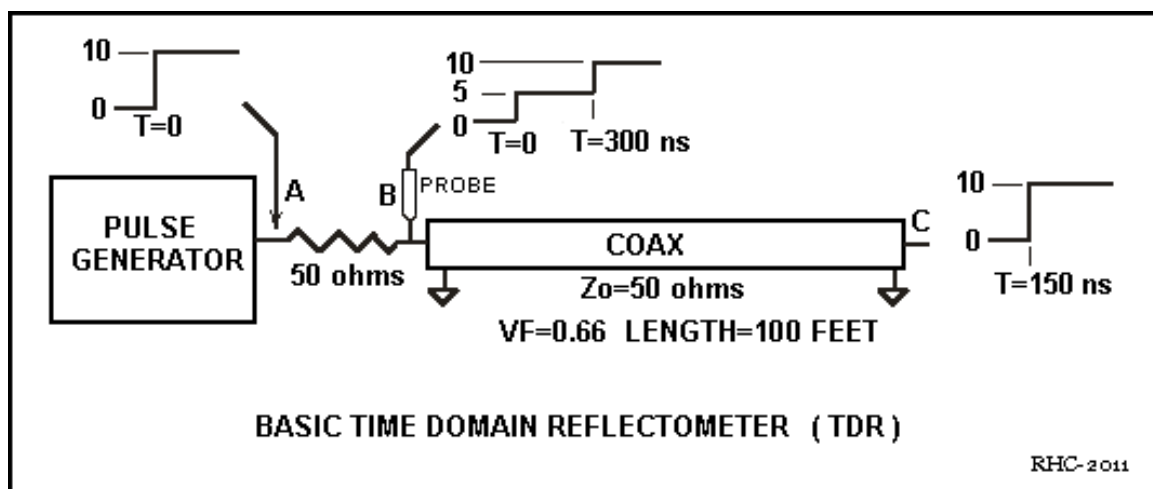 10
0
T=0
10
5
0
T=0
T=300 ns
A
B
PROBE
PULSE
GENERATOR
50 ohms
COAX
Zo=50 ohms
VF=0.66 LENGTH=100 FEET
C
10
0
T=150 ns
BASIC TIME DOMAIN REFLECTOMETER ( TDR )
RHC-2011